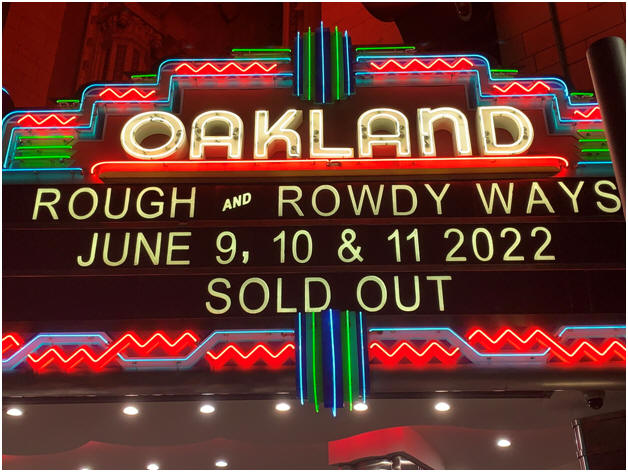 OAKLAND
ROUGH AND ROWDY WAYS
JUNE 9, 10 & 11 2022
SOLD OUT